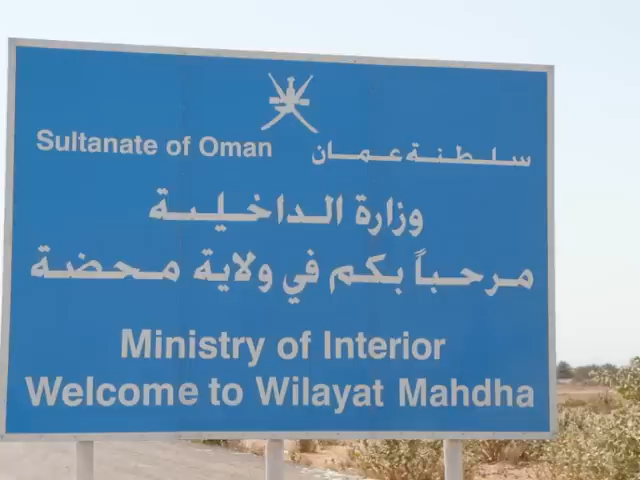 Sultanate of Oman سلطنة عمان
وزارة الداخلية
مرحباً بكم في ولاية محضة
Ministry of Interior
Welcome to Wilayat Mahdha